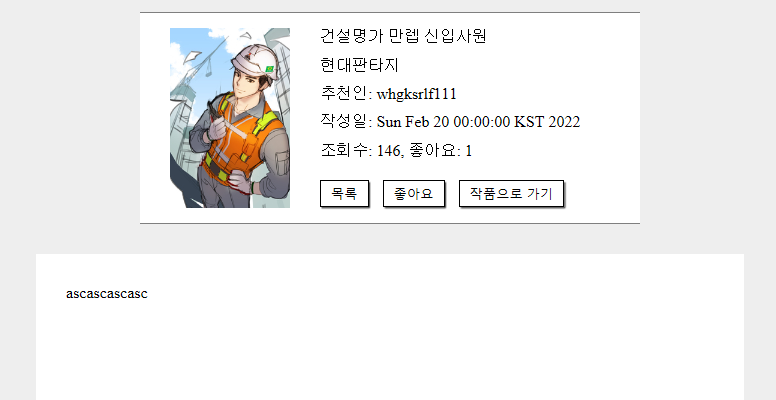 건설명가 만렙 신입사원
현대판타지
추천인: whgksrlf111
작성일: Sun Feb 20 00:00:00 KST 2022
조회수: 146, 좋아요: 1
목록 좋아요 작품으로 가기
ascascascasc